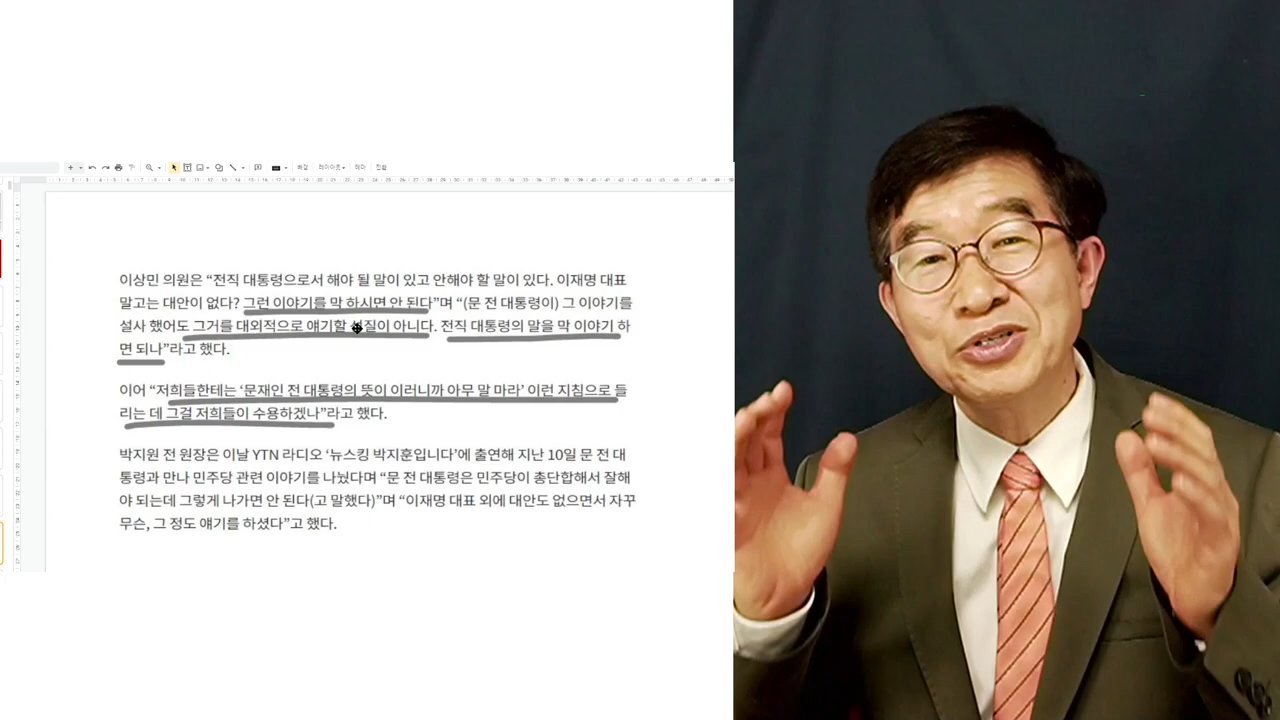 배경 레이아웃 테마 전환
이상민 의원은 “전직 대통령으로서 해야 될 말이 있고 안해야 할 말이 있다. 이재명 대표
말고는 대안이 없다? 그런 이야기를 막 하시면 안 된다”며 “(문 전 대통령이) 그 이야기를
설사 했어도 그거를 대외적으로 얘기할 성질이 아니다. 전직 대통령의 말을 막 이야기 하
면 되나”라고 했다.
이어 “저희들한테는 ‘문재인 전 대통령의 뜻이 이러니까 아무 말 마라’ 이런 지침으로 들
리는 데 그걸 저희들이 수용하겠나”라고 했다.
박지원 전 원장은 이날 YTN 라디오 ‘뉴스킹 박지훈입니다’에 출연해 지난 10일 문 전 대
통령과 만나 민주당 관련 이야기를 나눴다며 “문 전 대통령은 민주당이 총단합해서 잘해
야 되는데 그렇게 나가면 안 된다(고 말했다)”며 “이재명 대표 외에 대안도 없으면서 자꾸
무슨, 그 정도 얘기를 하셨다”고 했다.